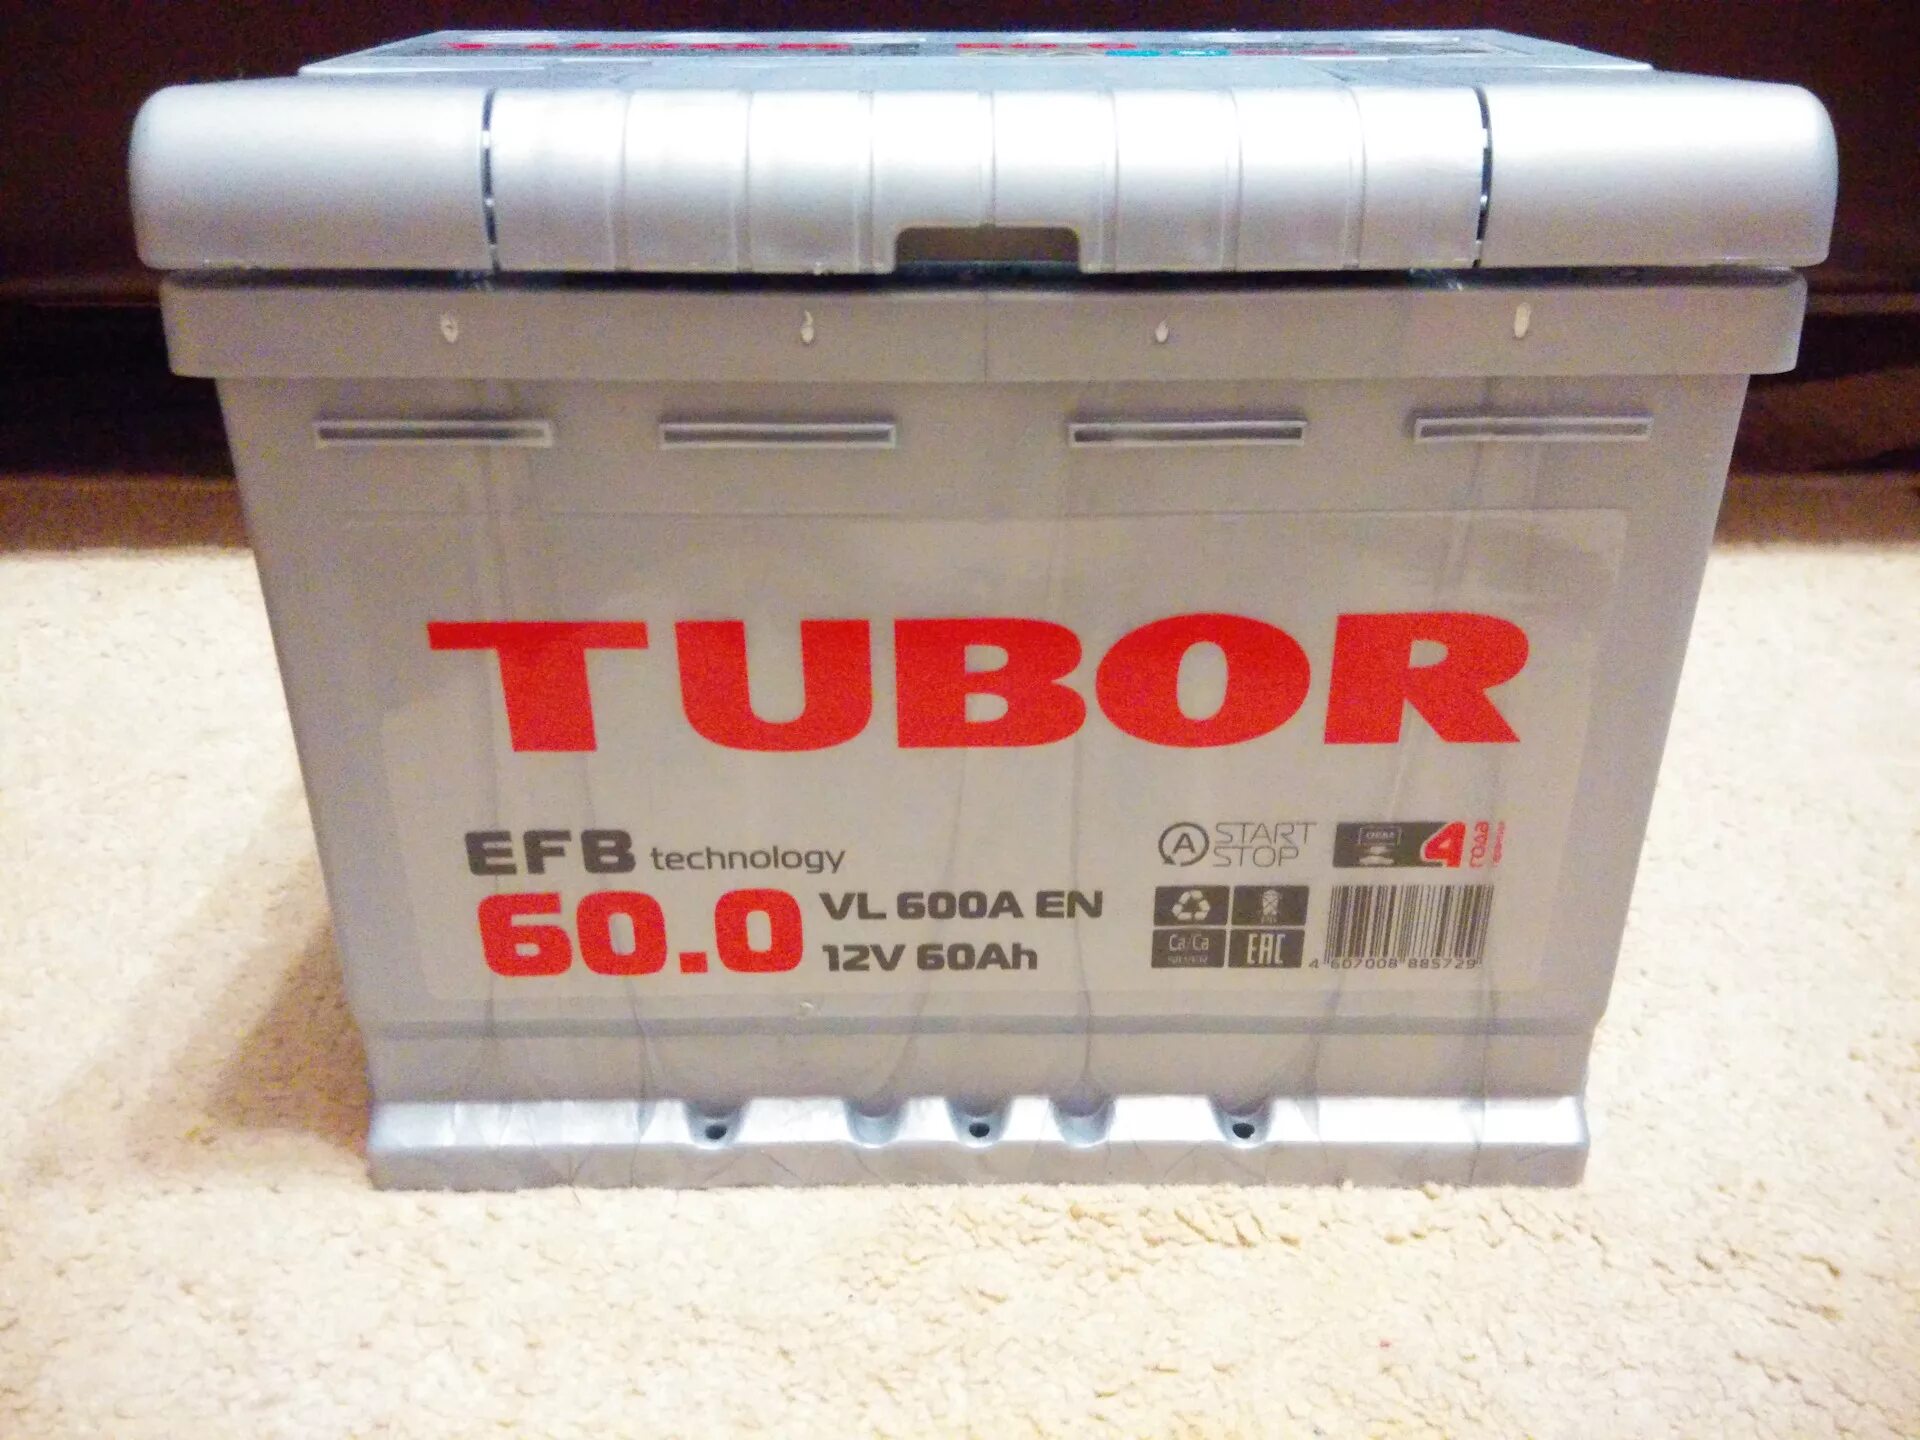 TUBOR
EFB technology
60.0 VL 600A EN
12V 60Ah
A START
STOP
4 года
Ca/Ca
EAC
4 607008 885729